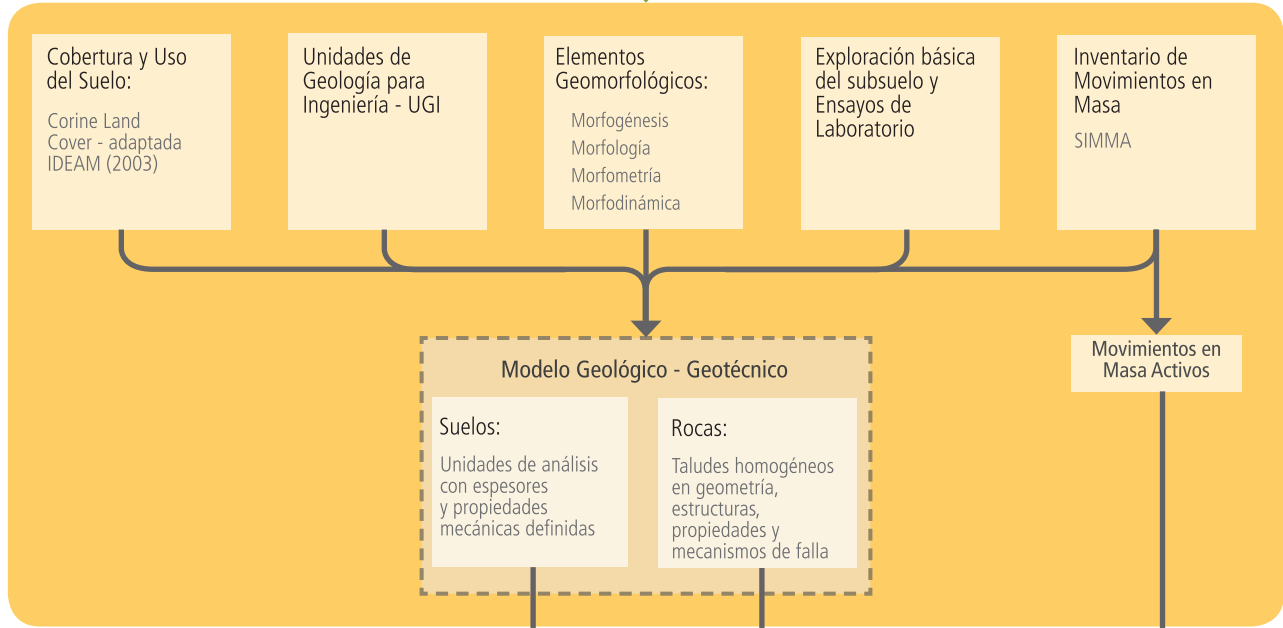 Cobertura y Uso
del Suelo:
Corine Land
Cover - adaptada
IDEAM (2003)
Unidades de
Geología para
Ingeniería - UGI
Elementos
Geomorfológicos:
Morfogénesis
Morfología
Morfometría
Morfodinámica
Exploración básica
del subsuelo y
Ensayos de
Laboratorio
Inventario de
Movimientos en
Masa
SIMMA
Modelo Geológico - Geotécnico
Suelos:
Unidades de análisis
con espesores
y propiedades
mecánicas definidas
Rocas:
Taludes homogéneos
en geometría,
estructuras,
propiedades y
mecanismos de falla
Movimientos en
Masa Activos